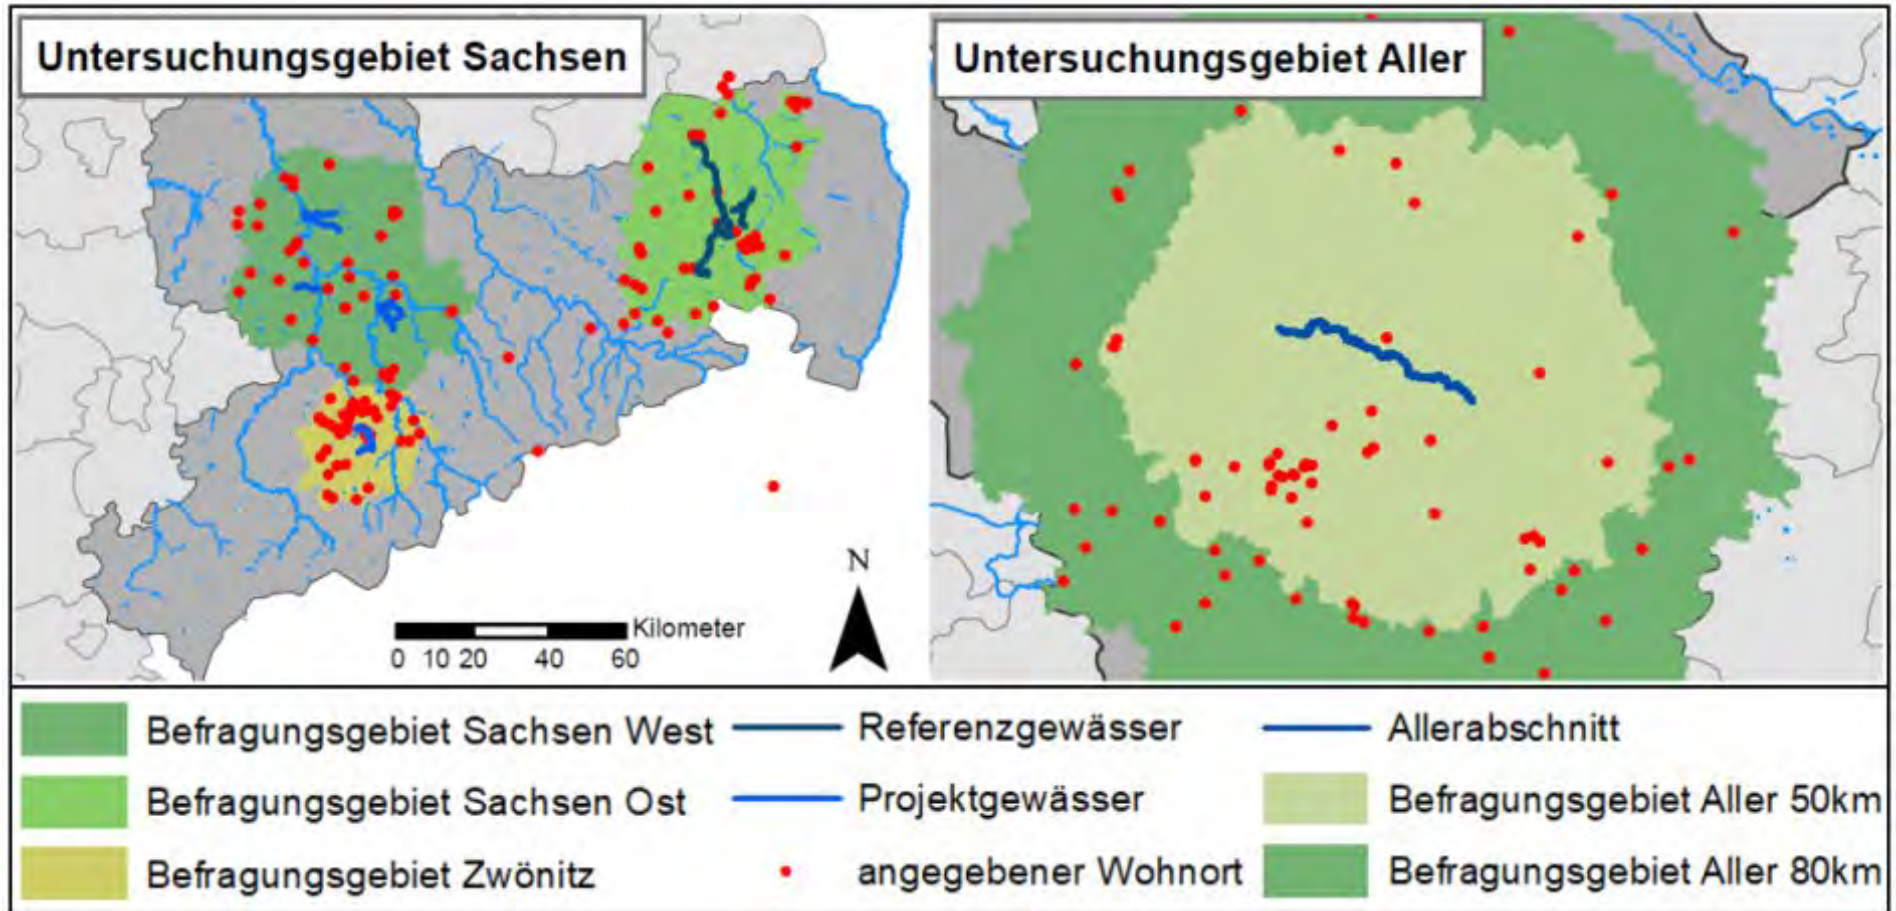 Untersuchungsgebiet Sachsen
Untersuchungsgebiet Aller
N
Kilometer
0 10 20 40 60
Befragungsgebiet Sachsen West
Referenzgewässer
Allerabschnitt
Befragungsgebiet Sachsen Ost
Projektgewässer
Befragungsgebiet Aller 50km
Befragungsgebiet Zwönitz
angegebener Wohnort
Befragungsgebiet Aller 80km